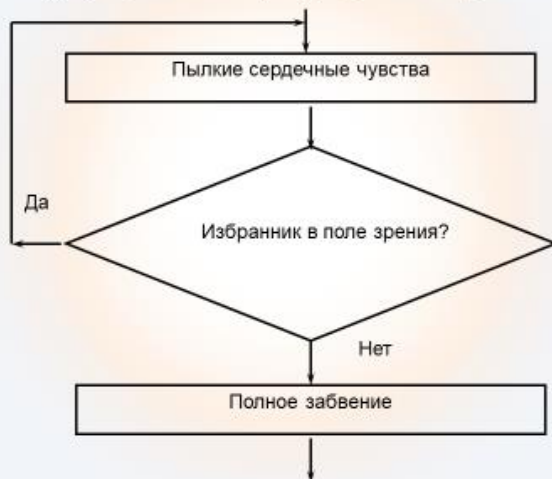 Пылкие сердечные чувства
Да
Избранник в поле зрения?
Нет
Полное забвение